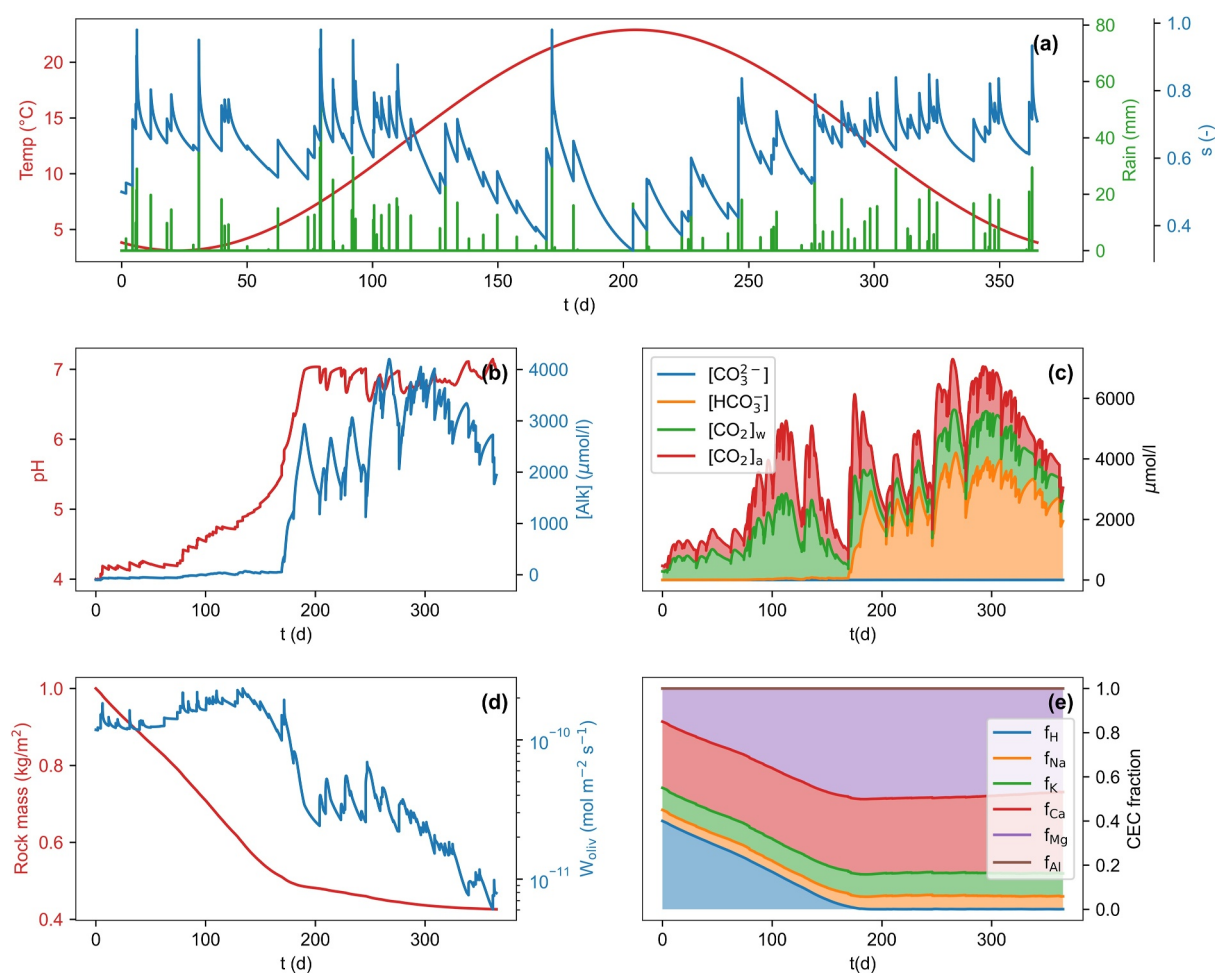 (a)
Temp (°C)
20
15
10
5
80
60
40
20
0
Rain (mm)
1.0
0.8
0.6
0.4
s (-)
0 50 100 150 200 250 300 350
t (d)
(b)
pH
7
6
5
4
4000
3000
2000
1000
0
[Alk] (μmol/l)
0 100 200 300
t (d)
(c)
[CO₃²⁻]
[HCO₃⁻]
[CO₂]w
[CO₂]a
6000
4000
2000
0
μmol/l
0 100 200 300
t(d)
(d)
Rock mass (kg/m²)
1.0
0.8
0.6
0.4
10⁻¹⁰
10⁻¹¹
W_oliv (mol m⁻² s⁻¹)
0 100 200 300
t (d)
(e)
f_H
f_Na
f_K
f_Ca
f_Mg
f_Al
1.0
0.8
0.6
0.4
0.2
0.0
CEC fraction
0 100 200 300
t(d)